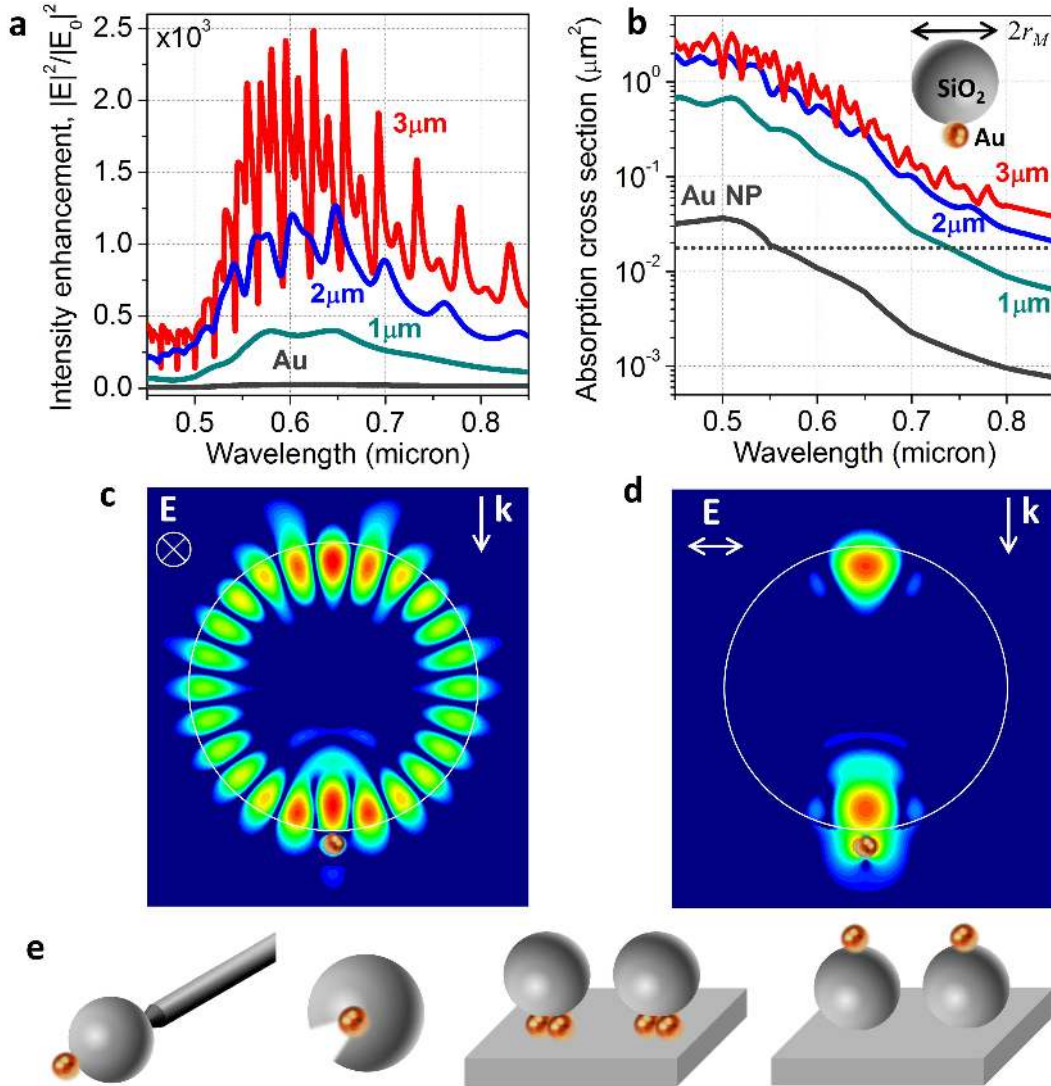 a
Intensity enhancement, |E|²/|E₀|²
x10³
2.5
2.0
1.5
1.0
0.5
0.0
3μm
2μm
1μm
Au
0.5 0.6 0.7 0.8
Wavelength (micron)
b
Absorption cross section (μm²)
10⁰
10⁻¹
10⁻²
10⁻³
2r_M
SiO₂
Au
3μm
2μm
1μm
Au NP
0.5 0.6 0.7 0.8
Wavelength (micron)
c
E
k
d
E
k
e